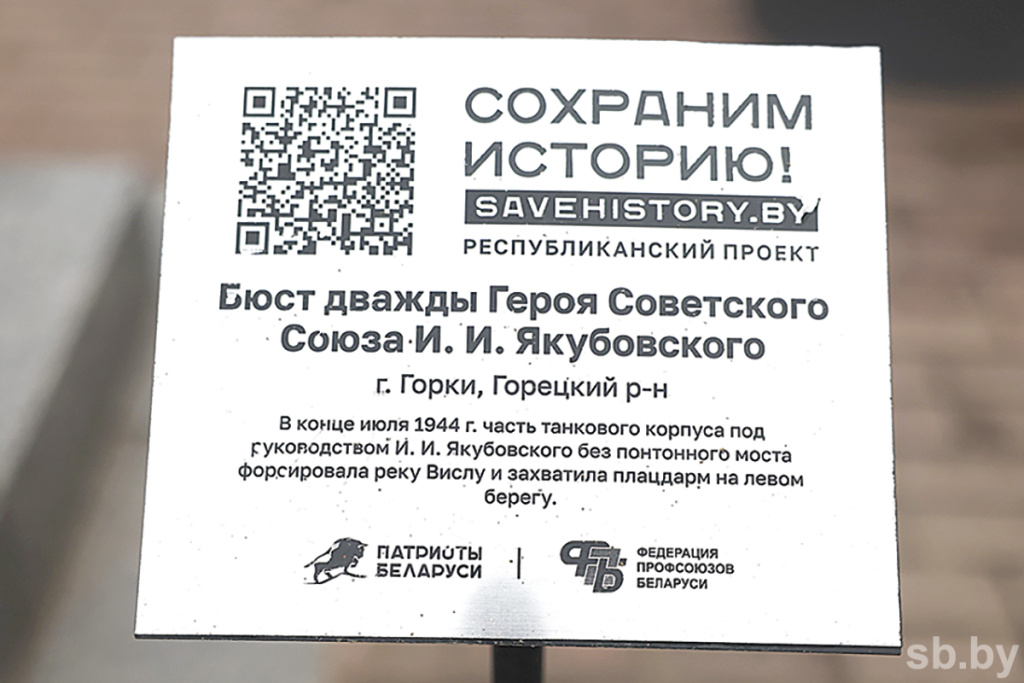 СОХРАНИМ
ИСТОРИЮ!
SAVEHISTORY.BY
РЕСПУБЛИКАНСКИЙ ПРОЕКТ
Бюст дважды Героя Советского
Союза И. И. Якубовского
г. Горки, Горецкий р-н
В конце июля 1944 г. часть танкового корпуса под
руководством И. И. Якубовского без понтонного моста
форсировала реку Вислу и захватила плацдарм на левом
берегу.
ПАТРИОТЫ
БЕЛАРУСИ
ФПБ
ФЕДЕРАЦИЯ
ПРОФСОЮЗОВ
БЕЛАРУСИ
sb.by